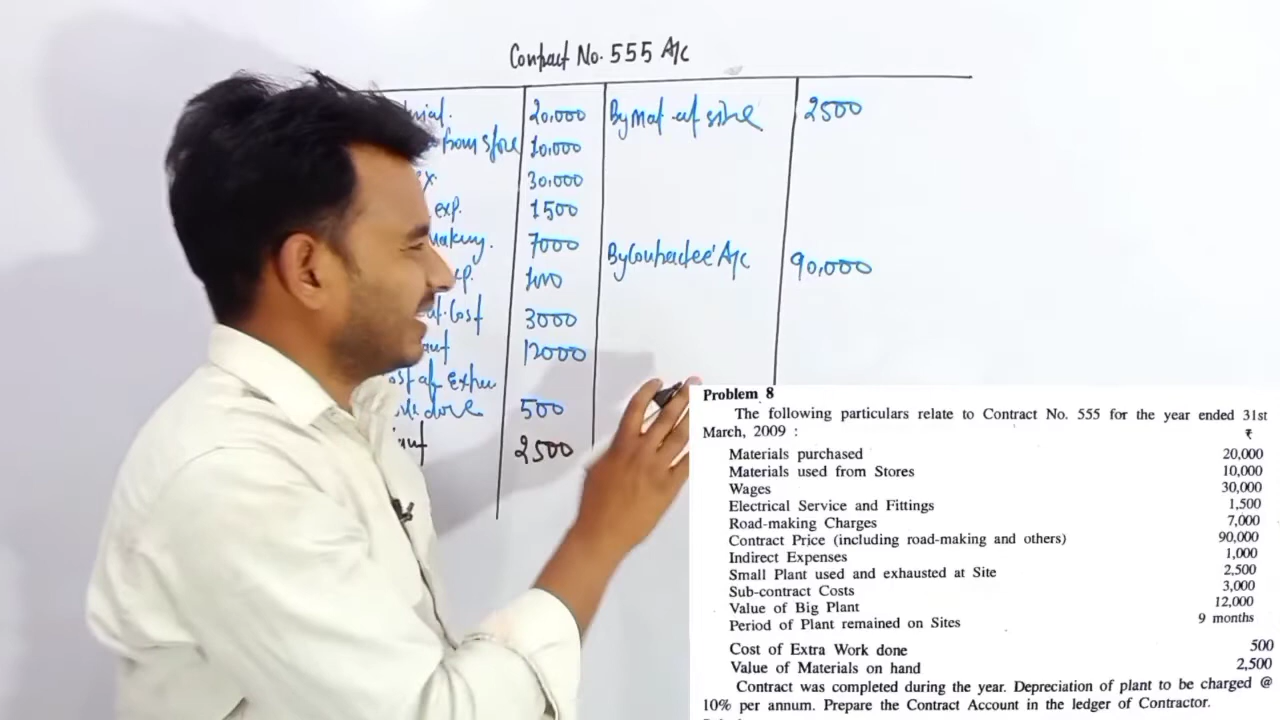 Contract No. 555 A/c
20,000 By Mat at site 2500
from store 10,000
30,000
exp. 1500
making. 7000 By Contractee' A/c 90,000
3000
12000
500
2500
Problem 8
The following particulars relate to Contract No. 555 for the year ended 31st
March, 2009 :
₹
Materials purchased 20,000
Materials used from Stores 10,000
Wages 30,000
Electrical Service and Fittings 1,500
Road-making Charges 7,000
Contract Price (including road-making and others) 90,000
Indirect Expenses 1,000
Small Plant used and exhausted at Site 2,500
Sub-contract Costs 3,000
Value of Big Plant 12,000
Period of Plant remained on Sites 9 months
Cost of Extra Work done 500
Value of Materials on hand 2,500
Contract was completed during the year. Depreciation of plant to be charged @
10% per annum. Prepare the Contract Account in the ledger of Contractor.